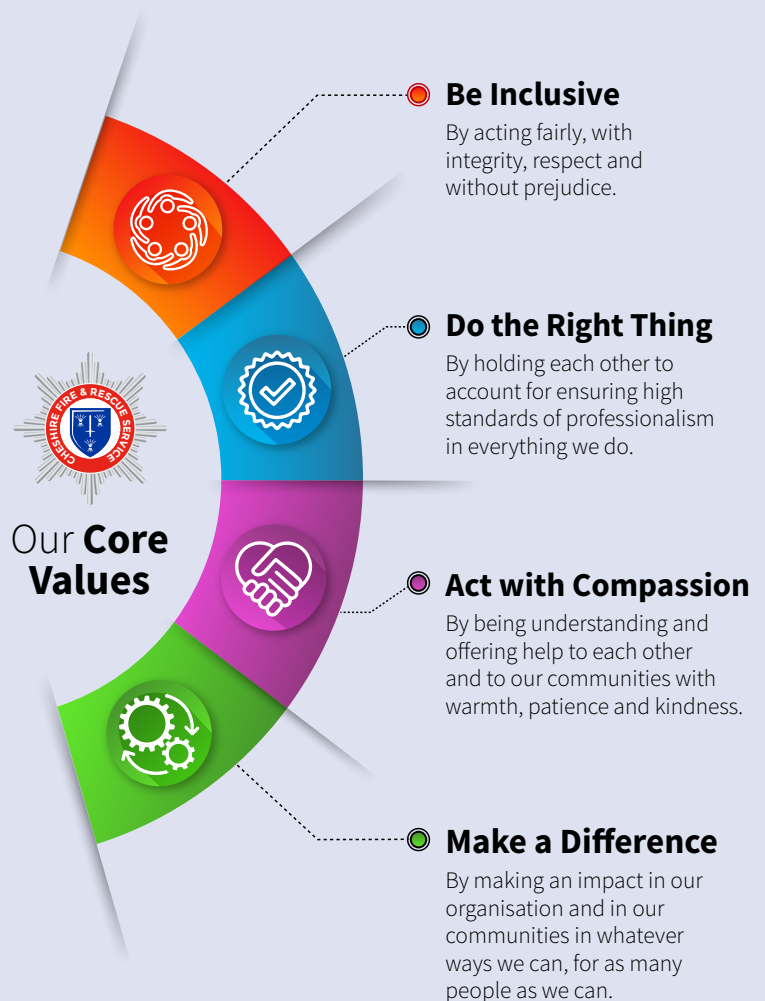 Be Inclusive
By acting fairly, with
integrity, respect and
without prejudice.
Do the Right Thing
By holding each other to
account for ensuring high
standards of professionalism
in everything we do.
CHESHIRE FIRE & RESCUE SERVICE
Our Core
Values
Act with Compassion
By being understanding and
offering help to each other
and to our communities with
warmth, patience and kindness.
Make a Difference
By making an impact in our
organisation and in our
communities in whatever
ways we can, for as many
people as we can.